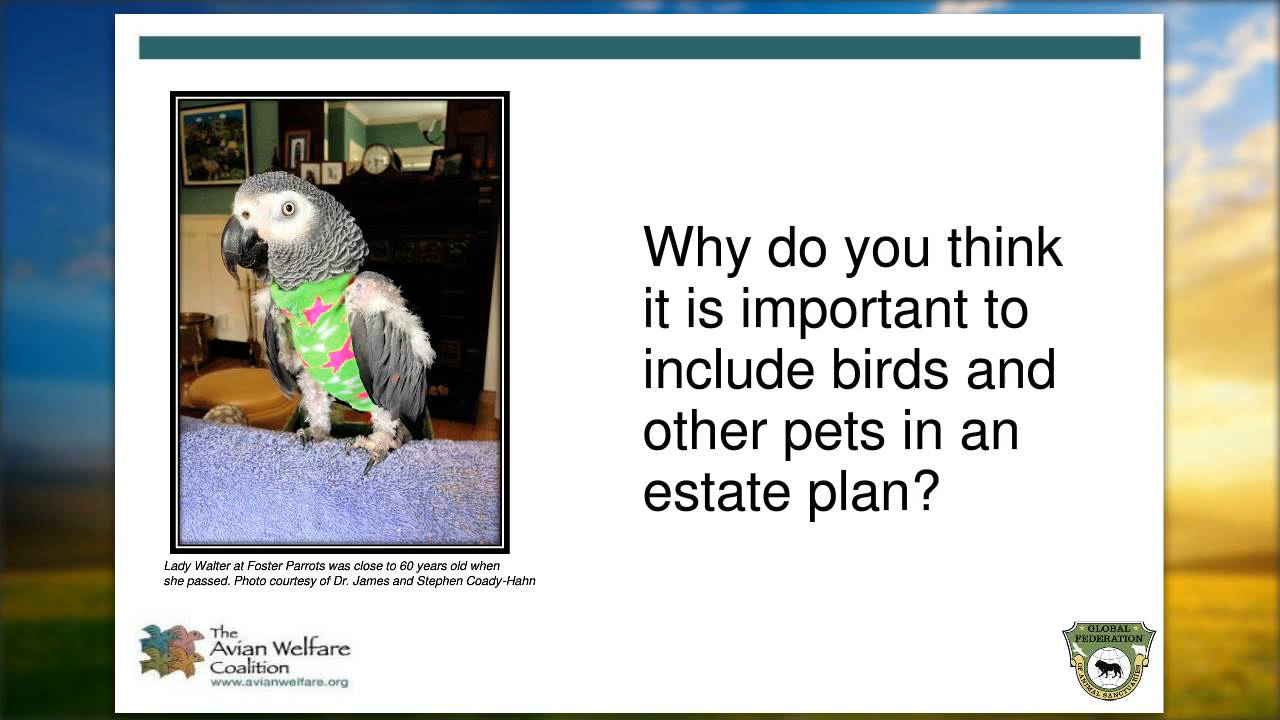 Why do you think
it is important to
include birds and
other pets in an
estate plan?
Lady Walter at Foster Parrots was close to 60 years old when
she passed. Photo courtesy of Dr. James and Stephen Coady-Hahn
The
Avian Welfare
Coalition
www.avianwelfare.org
GLOBAL
FEDERATION
OF ANIMAL SANCTUARIES